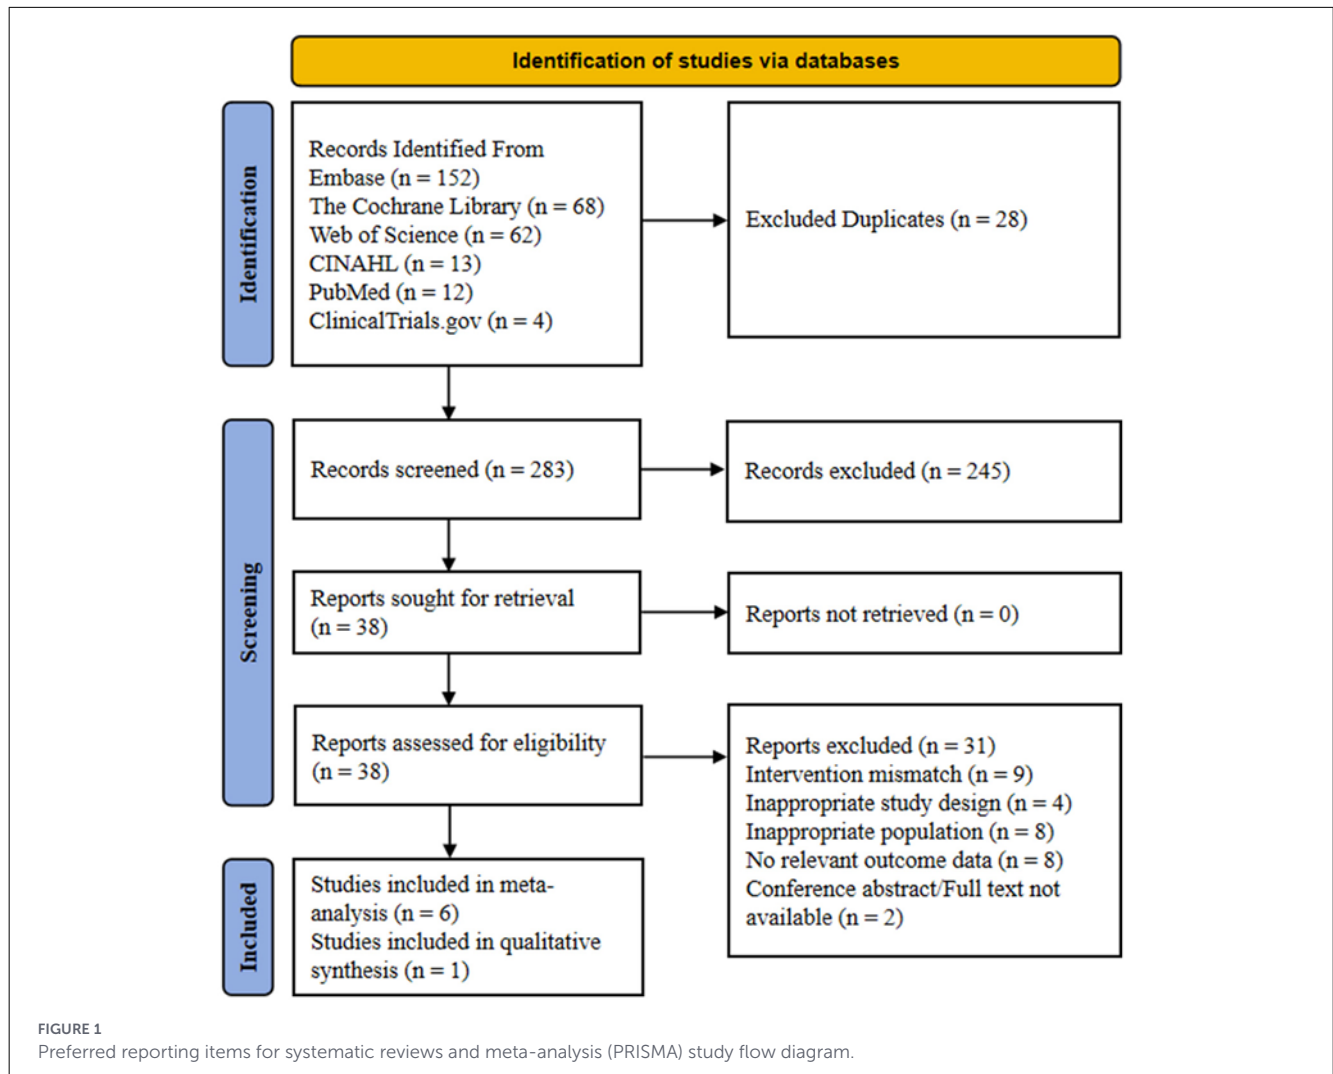 Identification of studies via databases
Identification
Records Identified From
Embase (n = 152)
The Cochrane Library (n = 68)
Web of Science (n = 62)
CINAHL (n = 13)
PubMed (n = 12)
ClinicalTrials.gov (n = 4)
Excluded Duplicates (n = 28)
Screening
Records screened (n = 283)
Records excluded (n = 245)
Reports sought for retrieval
(n = 38)
Reports not retrieved (n = 0)
Reports assessed for eligibility
(n = 38)
Reports excluded (n = 31)
Intervention mismatch (n = 9)
Inappropriate study design (n = 4)
Inappropriate population (n = 8)
No relevant outcome data (n = 8)
Conference abstract/Full text not
available (n = 2)
Included
Studies included in meta-
analysis (n = 6)
Studies included in qualitative
synthesis (n = 1)
FIGURE 1
Preferred reporting items for systematic reviews and meta-analysis (PRISMA) study flow diagram.